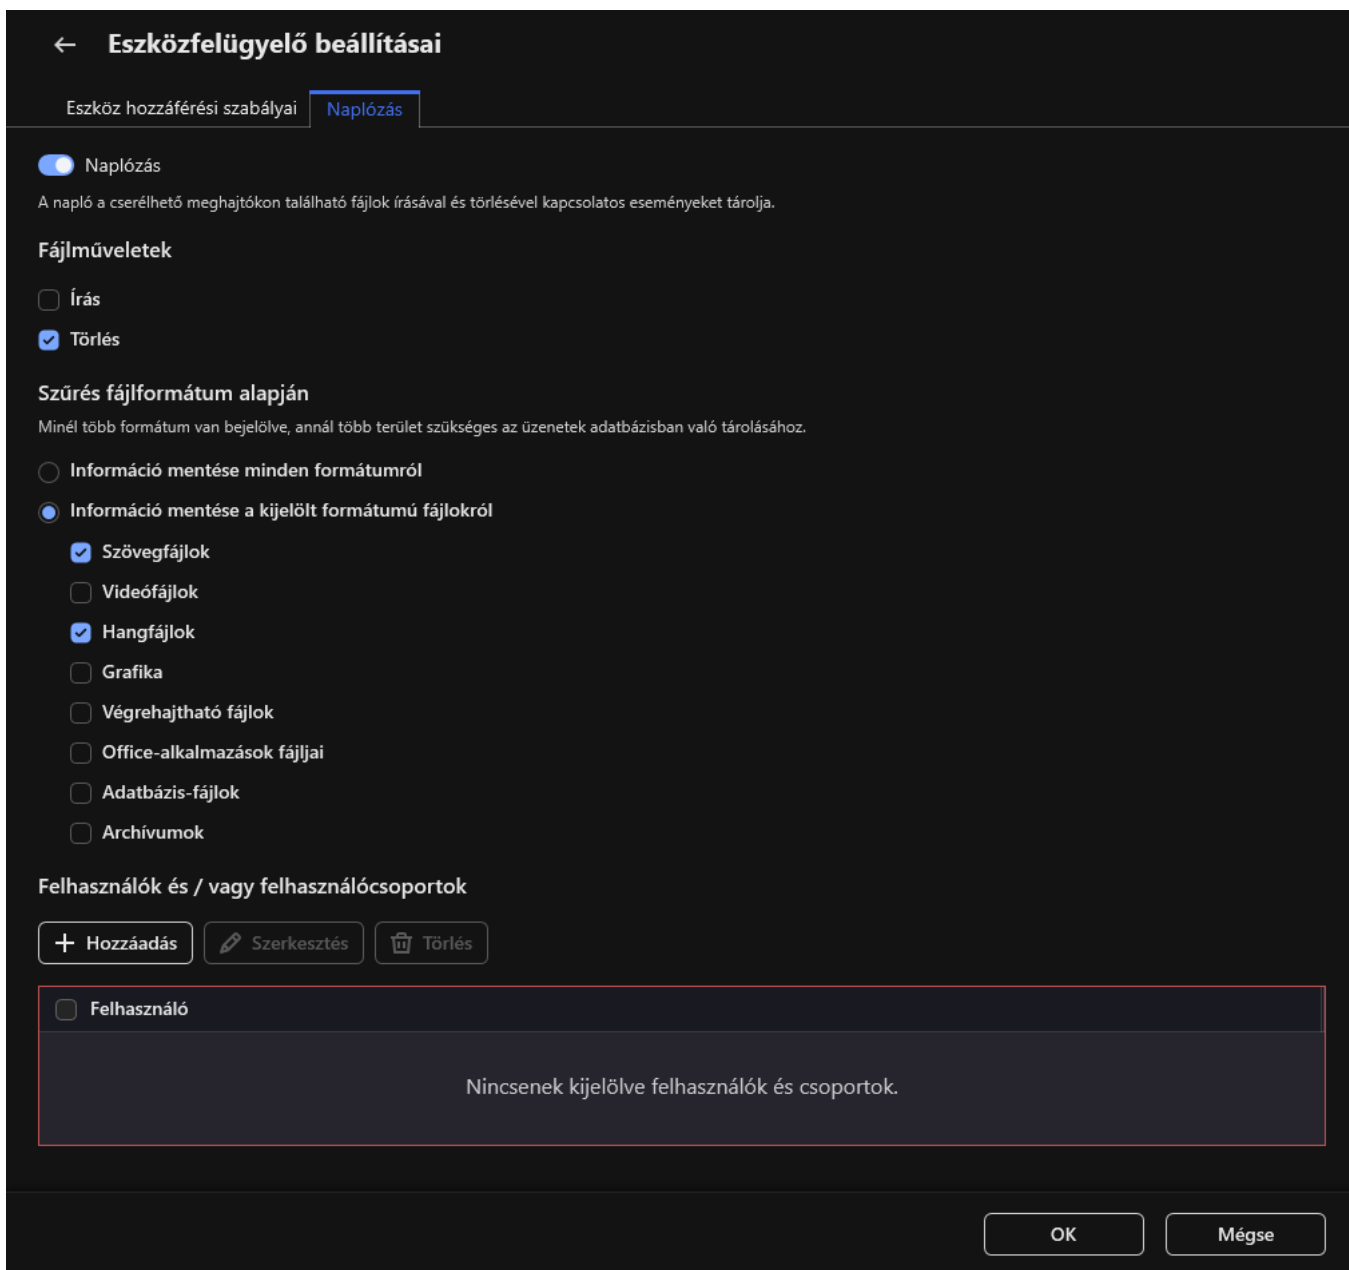 Eszközfelügyelő beállításai
Eszköz hozzáférési szabályai
Naplózás
Naplózás
A napló a cserélhető meghajtókon található fájlok írásával és törlésével kapcsolatos eseményeket tárolja.
Fájlműveletek
Írás
Törlés
Szűrés fájlformátum alapján
Minél több formátum van bejelölve, annál több terület szükséges az üzenetek adatbázisban való tárolásához.
Információ mentése minden formátumról
Információ mentése a kijelölt formátumú fájlokról
Szövegfájlok
Videófájlok
Hangfájlok
Grafika
Végrehajtható fájlok
Office-alkalmazások fájljai
Adatbázis-fájlok
Archívumok
Felhasználók és / vagy felhasználócsoportok
Hozzáadás
Szerkesztés
Törlés
Felhasználó
Nincsenek kijelölve felhasználók és csoportok.
OK
Mégse